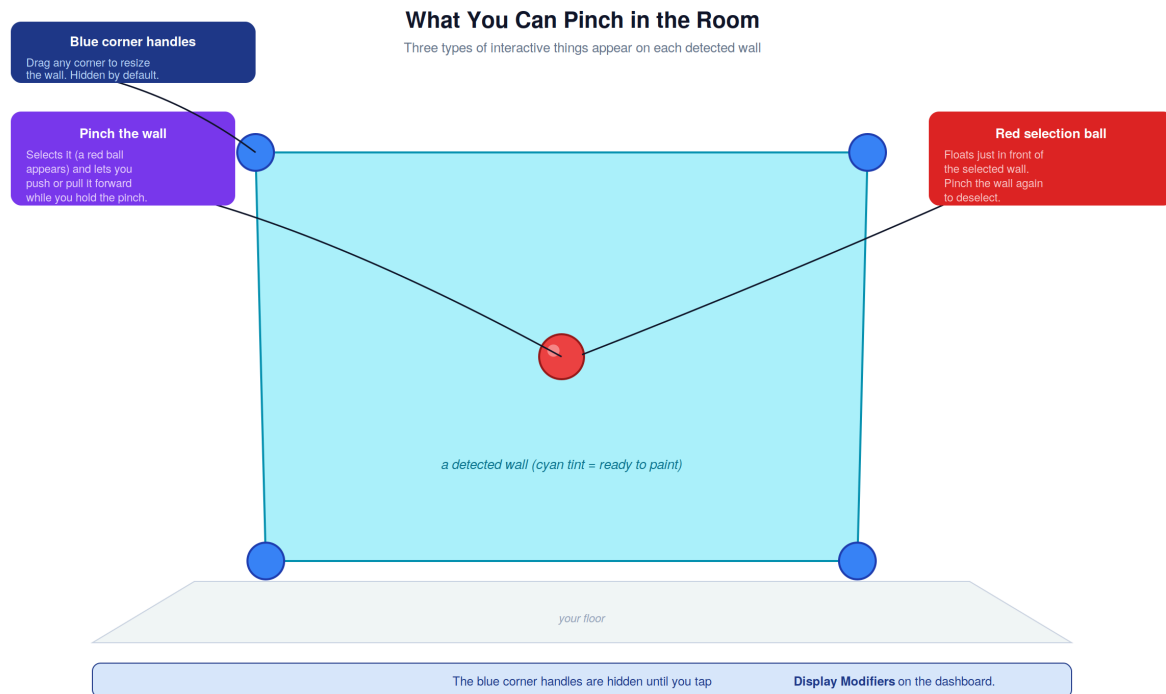 What You Can Pinch in the Room
Three types of interactive things appear on each detected wall
Blue corner handles
Drag any corner to resize
the wall. Hidden by default.
Pinch the wall
Selects it (a red ball
appears) and lets you
push or pull it forward
while you hold the pinch.
Red selection ball
Floats just in front of
the selected wall.
Pinch the wall again
to deselect.
a detected wall (cyan tint = ready to paint)
your floor
The blue corner handles are hidden until you tap Display Modifiers on the dashboard.